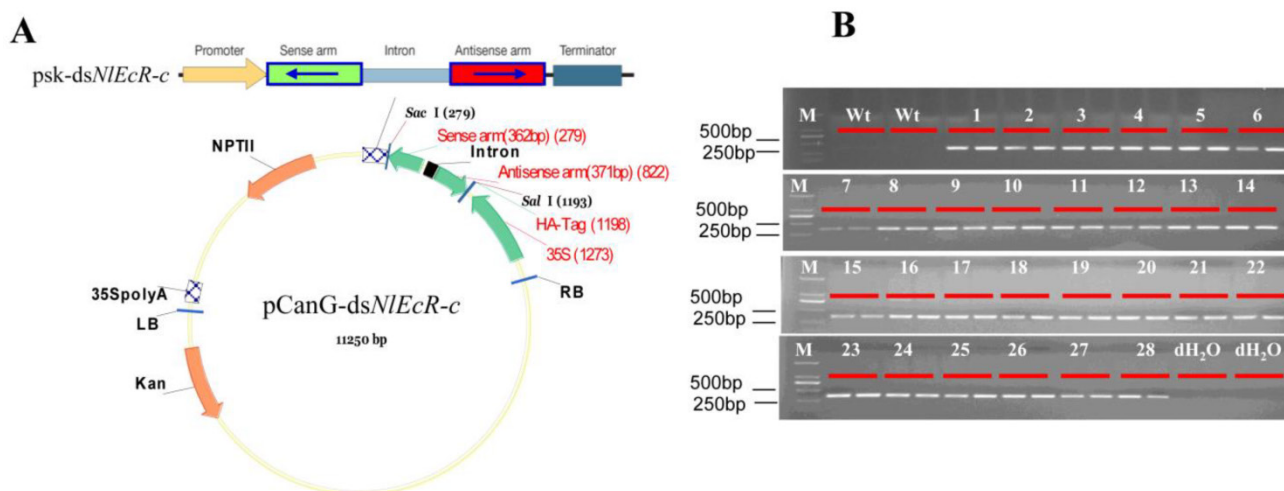 A
Promoter Sense arm Intron Antisense arm Terminator
psk-dsNlEcR-c
Sac I (279)
Sense arm(362bp) (279)
Intron
Antisense arm(371bp) (822)
Sal I (1193)
HA-Tag (1198)
35S (1273)
RB
NPTII
35SpolyA
LB
Kan
pCanG-dsNlEcR-c
11250 bp
B
M Wt Wt 1 2 3 4 5 6
500bp
250bp
M 7 8 9 10 11 12 13 14
500bp
250bp
M 15 16 17 18 19 20 21 22
500bp
250bp
M 23 24 25 26 27 28 dH2O dH2O
500bp
250bp